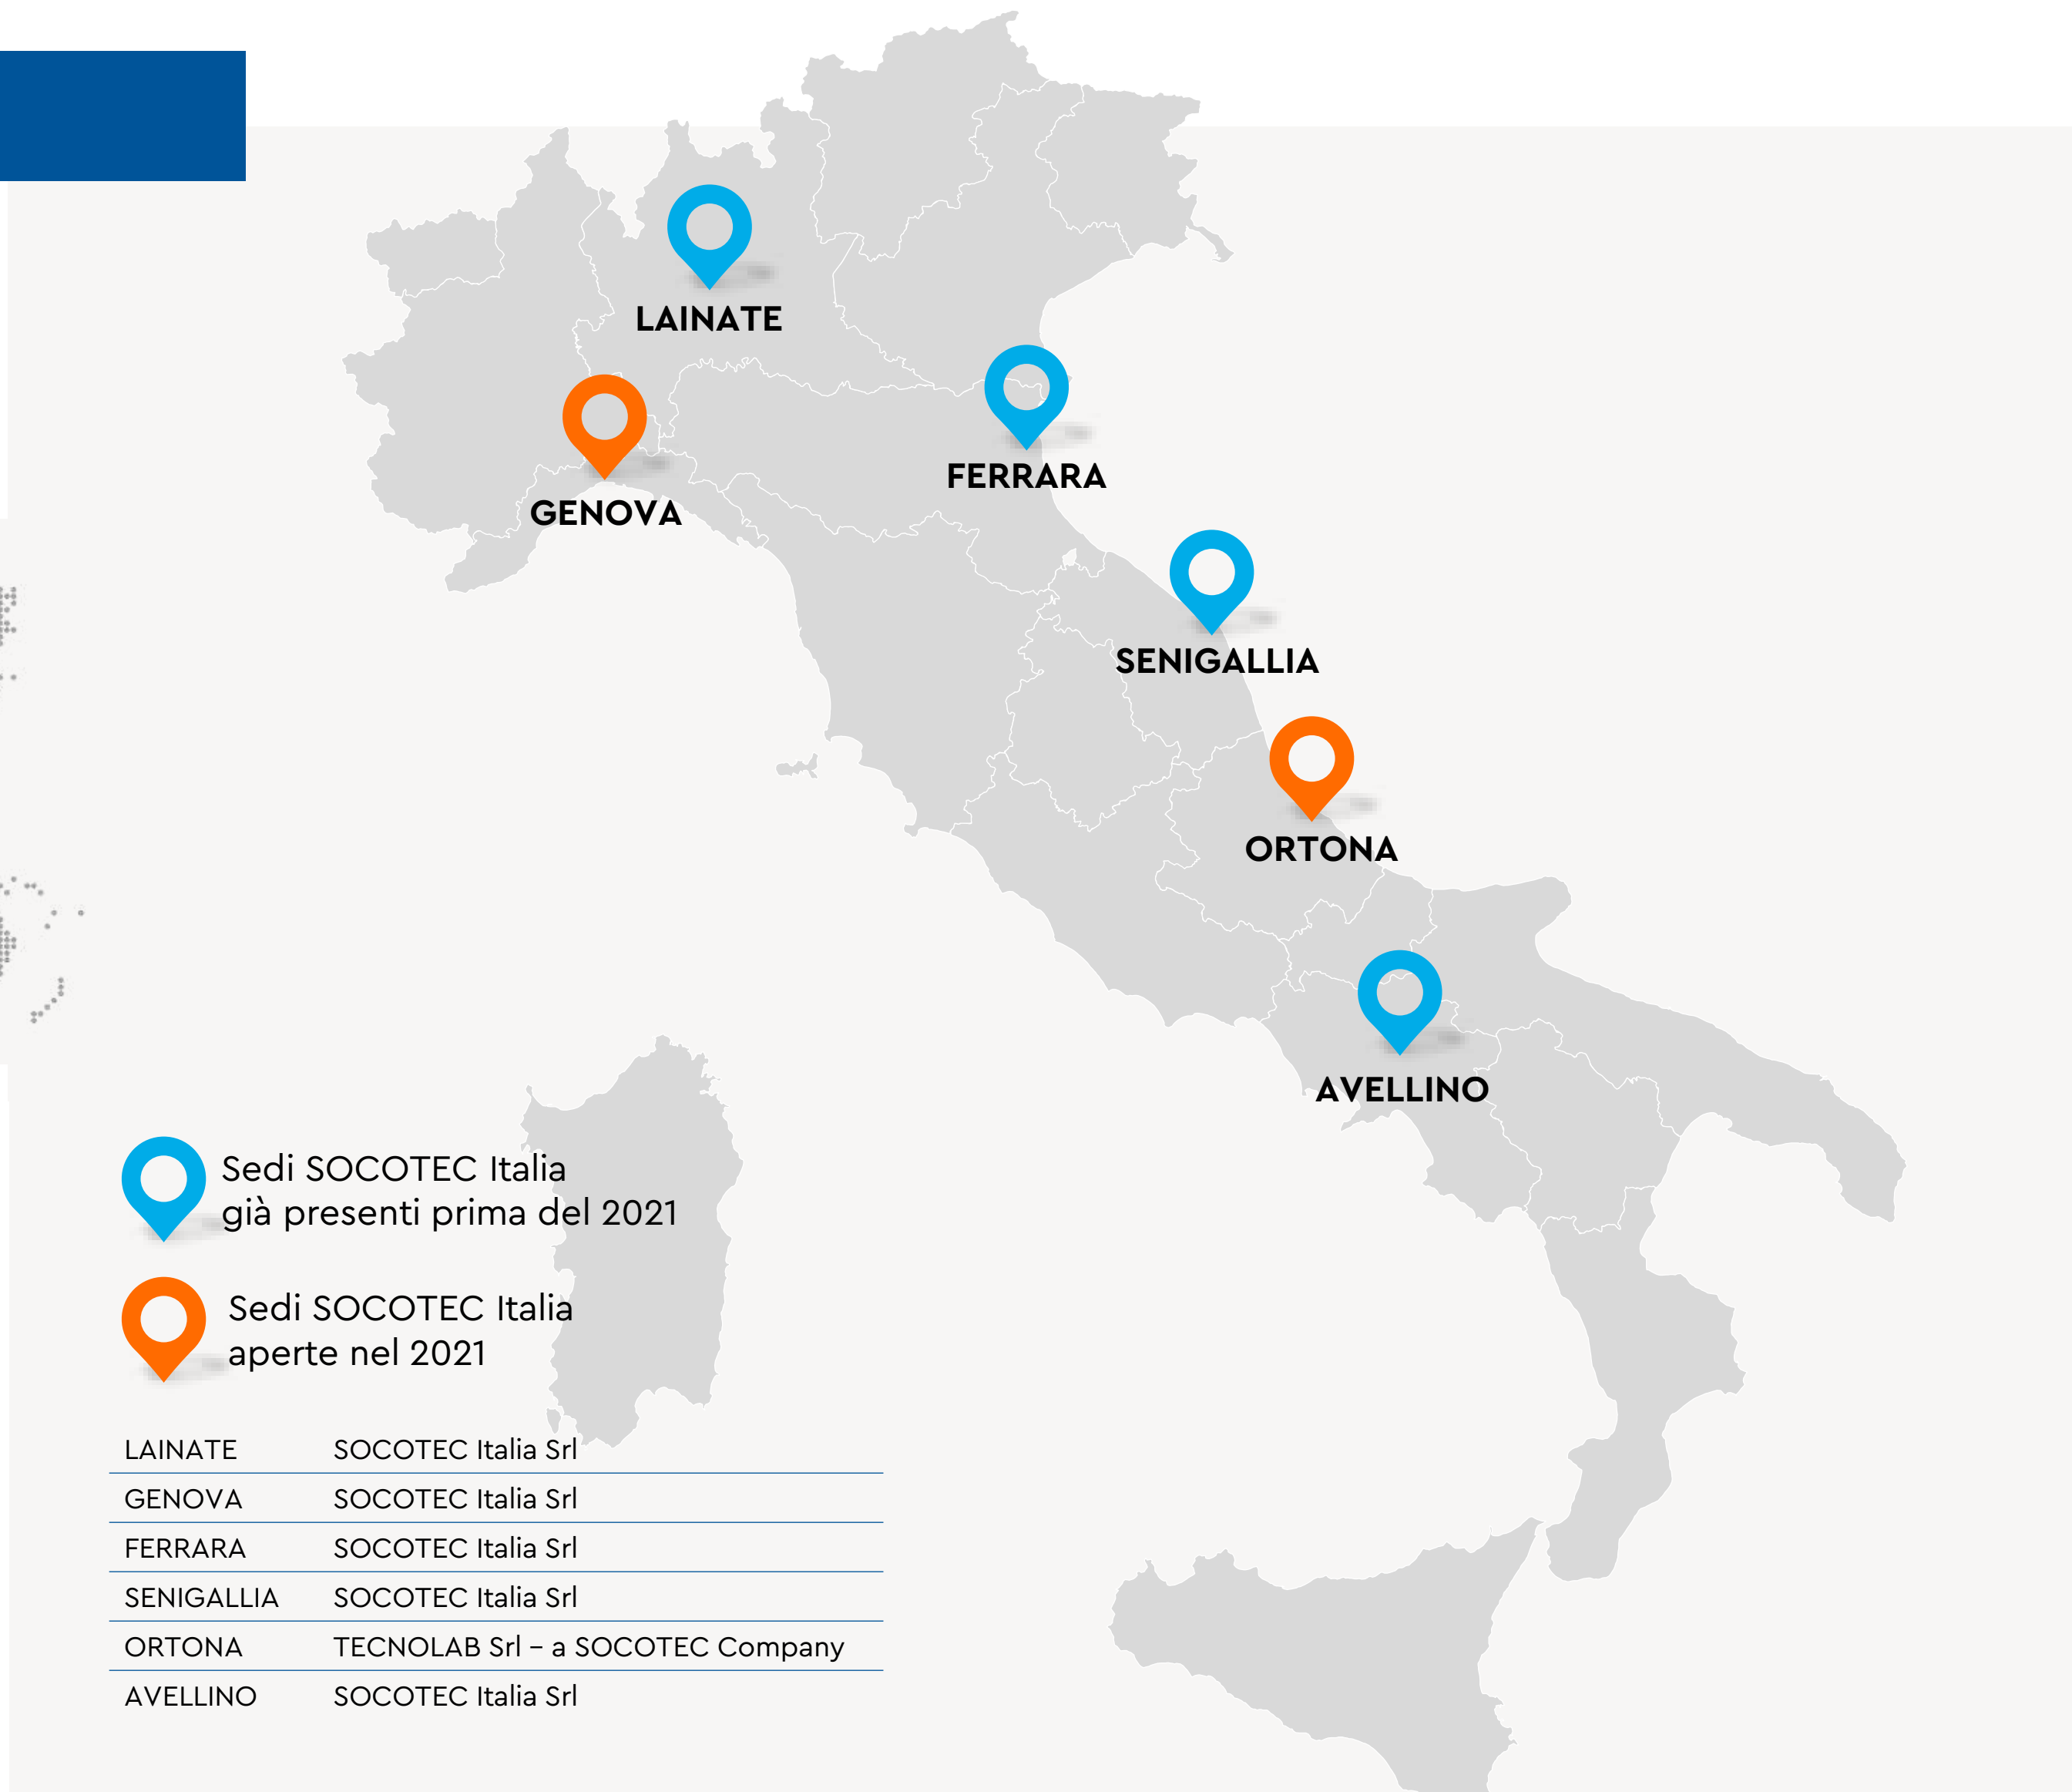 LAINATE
FERRARA
GENOVA
SENIGALLIA
ORTONA
AVELLINO
Sedi SOCOTEC Italia
già presenti prima del 2021
Sedi SOCOTEC Italia
aperte nel 2021
LAINATE SOCOTEC Italia Srl
GENOVA SOCOTEC Italia Srl
FERRARA SOCOTEC Italia Srl
SENIGALLIA SOCOTEC Italia Srl
ORTONA TECNOLAB Srl – a SOCOTEC Company
AVELLINO SOCOTEC Italia Srl